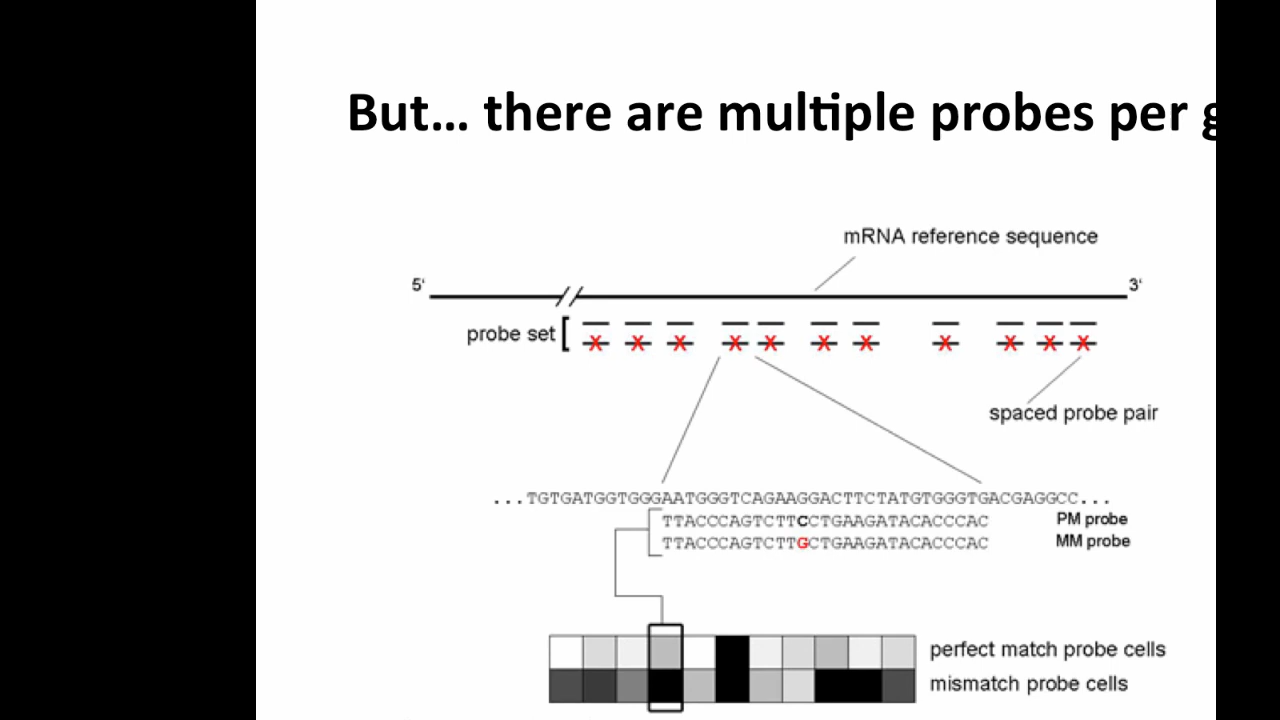 But... there are multiple probes per
mRNA reference sequence
5' 3'
probe set [
X X X X X X X X X X X
spaced probe pair
...TGTGATGGTGGGAATGGGTCAGAAGGACTTCTATGTGGGTGACGAGGCC...
TTACCCAGTCTTCCTGAAGATACACCCAC PM probe
TTACCCAGTCTTGCTGAAGATACACCCAC MM probe
perfect match probe cells
mismatch probe cells